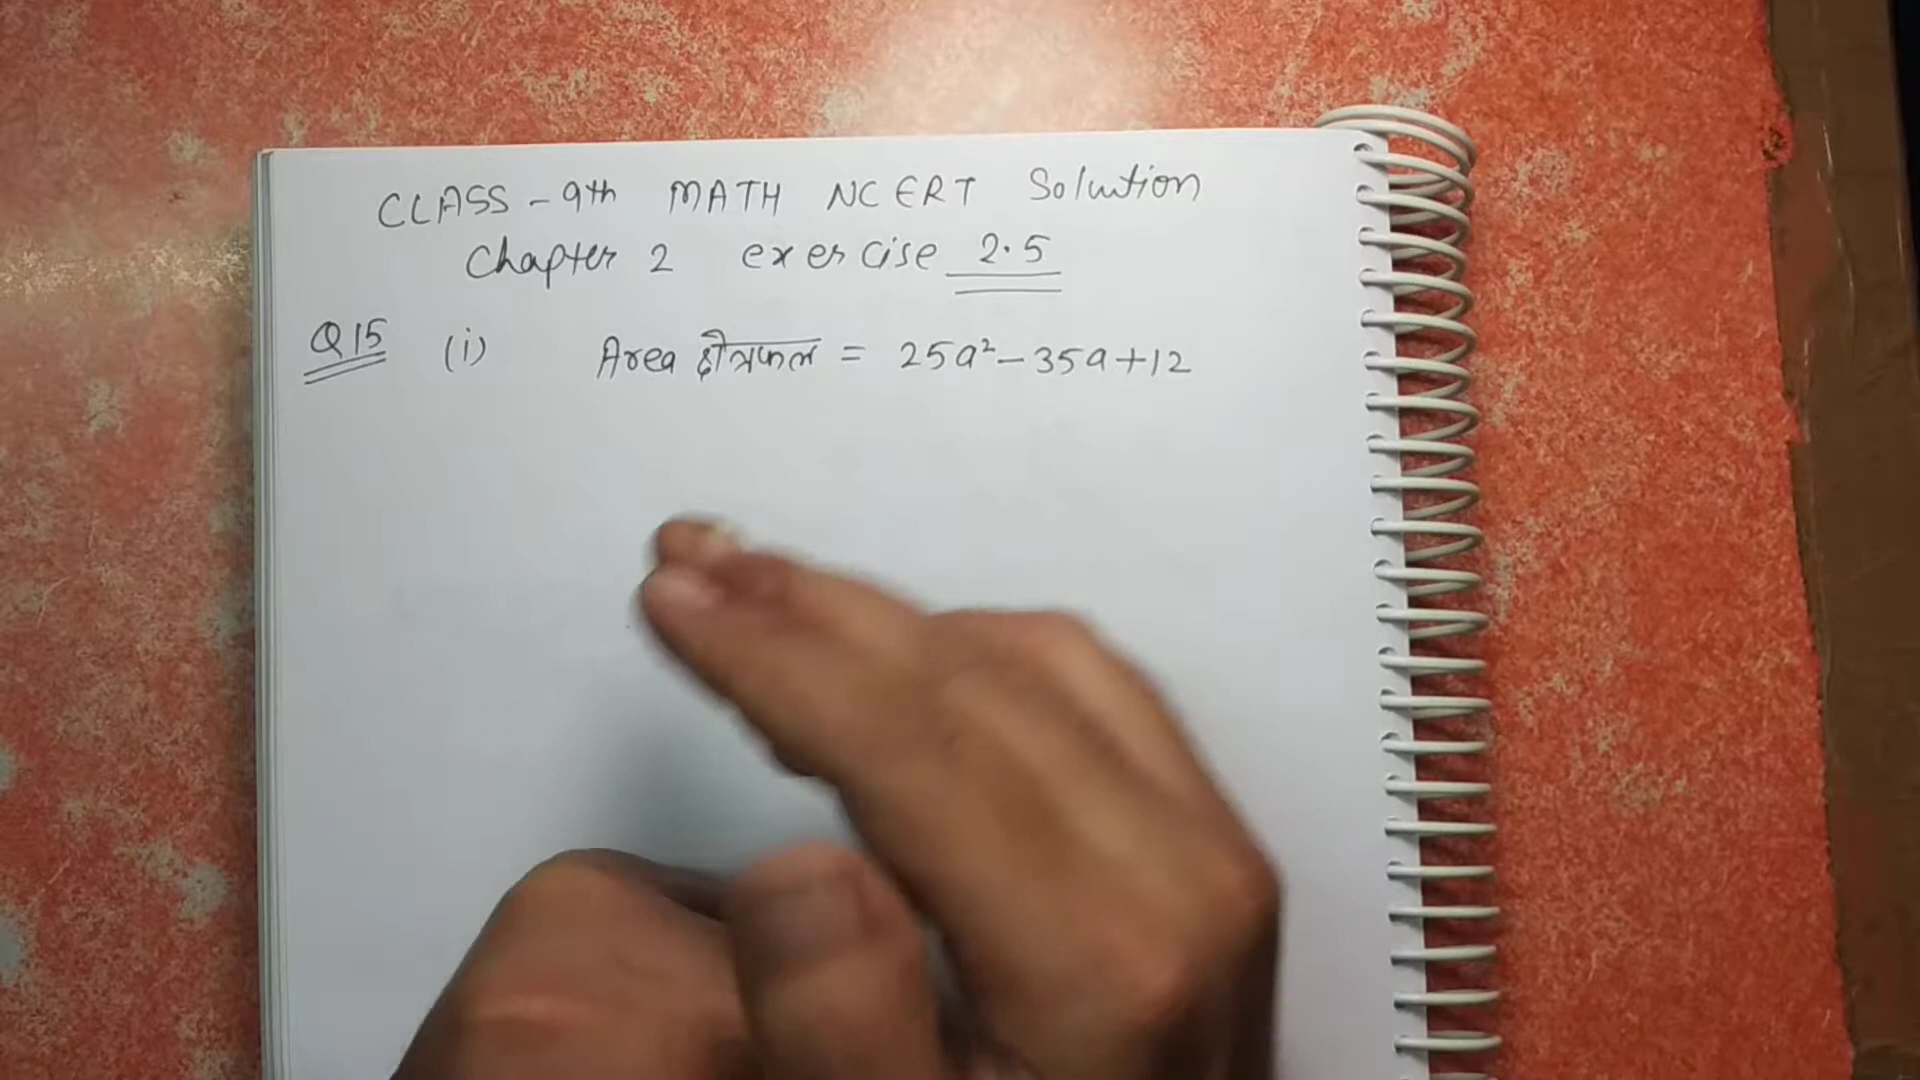 CLASS - 9th MATH NCERT Solution
Chapter 2 exercise 2.5
Q15 (i) Area क्षेत्रफल = 25a² - 35a + 12